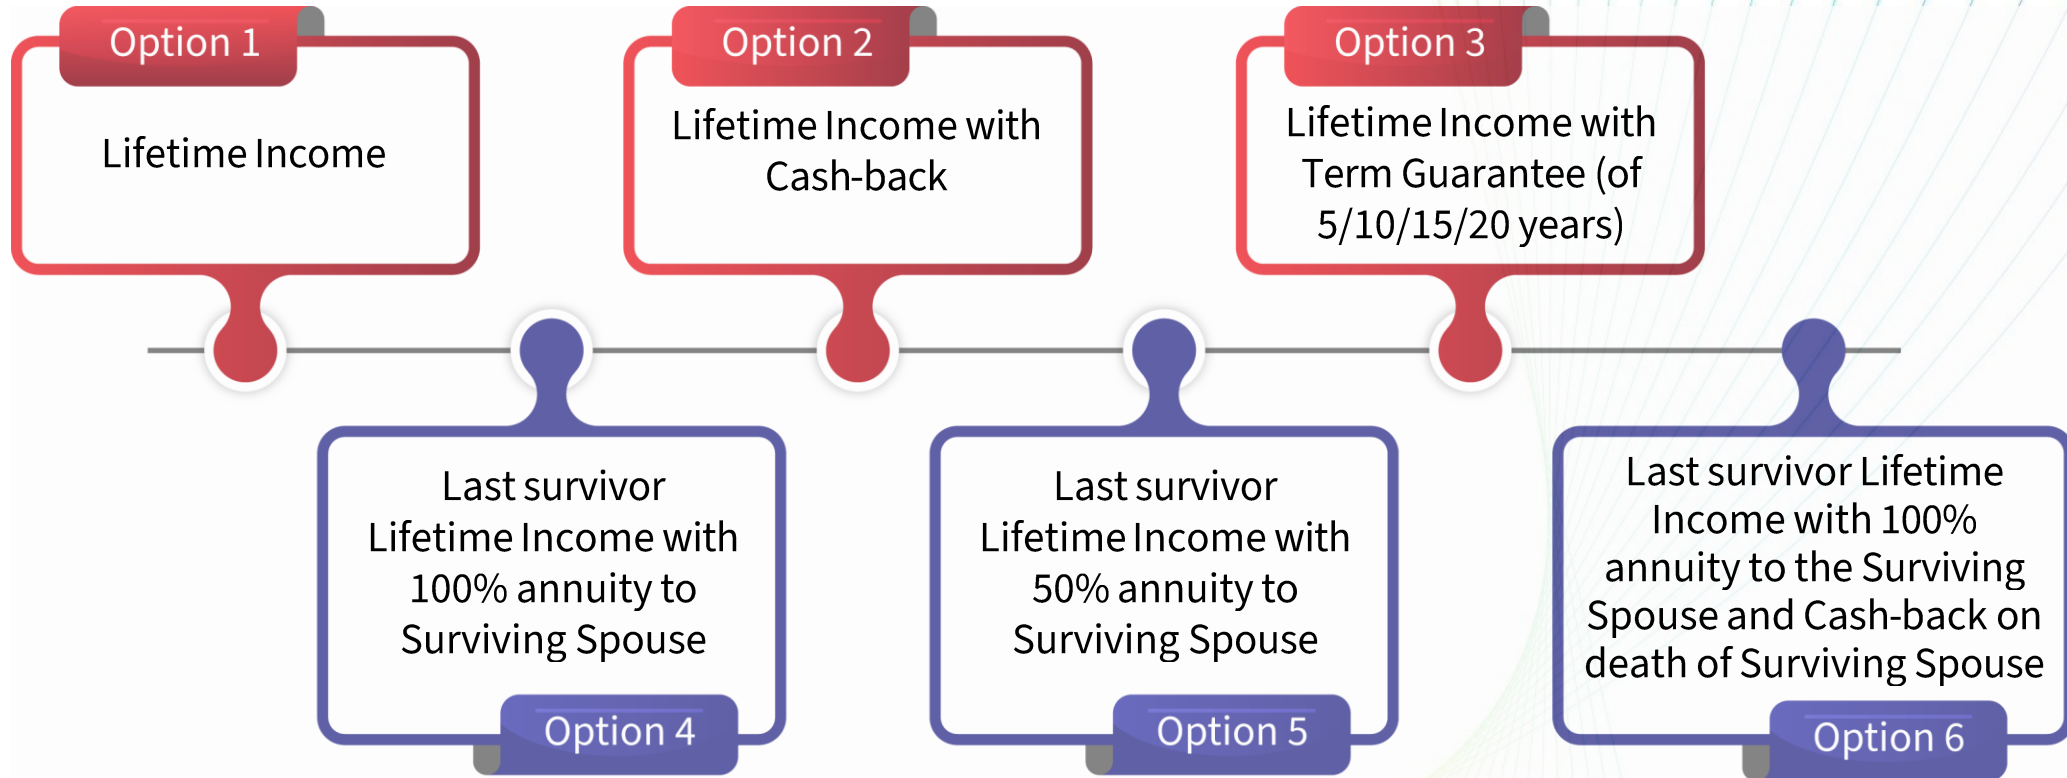 Option 1
Lifetime Income
Option 2
Lifetime Income with
Cash-back
Option 3
Lifetime Income with
Term Guarantee (of
5/10/15/20 years)
Last survivor
Lifetime Income with
100% annuity to
Surviving Spouse
Option 4
Last survivor
Lifetime Income with
50% annuity to
Surviving Spouse
Option 5
Last survivor Lifetime
Income with 100%
annuity to the Surviving
Spouse and Cash-back on
death of Surviving Spouse
Option 6